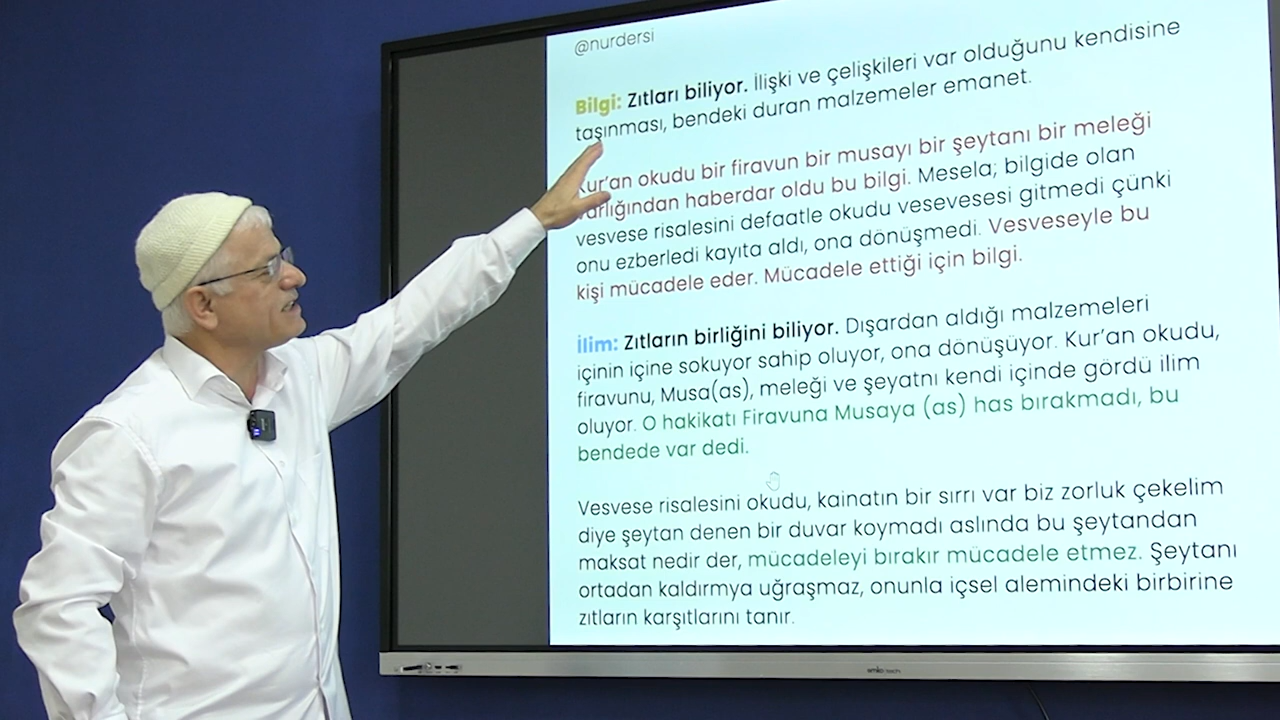 @nurdersi
Bilgi: Zıtları biliyor. İlişki ve çelişkileri var olduğunu kendisine
taşınması, bendeki duran malzemeler emanet.
Kur'an okudu bir firavun bir musayı bir şeytanı bir meleği
varlığından haberdar oldu bu bilgi. Mesela; bilgide olan
vesvese risalesini defaatle okudu vesevesesi gitmedi çünki
onu ezberledi kayıta aldı, ona dönüşmedi. Vesveseyle bu
kişi mücadele eder. Mücadele ettiği için bilgi.
İlim: Zıtların birliğini biliyor. Dışardan aldığı malzemeleri
içinin içine sokuyor sahip oluyor, ona dönüşüyor. Kur'an okudu,
firavunu, Musa(as), meleği ve şeyatnı kendi içinde gördü ilim
oluyor. O hakikatı Firavuna Musaya (as) has bırakmadı, bu
bendede var dedi.
Vesvese risalesini okudu, kainatın bir sırrı var biz zorluk çekelim
diye şeytan denen bir duvar koymadı aslında bu şeytandan
maksat nedir der, mücadeleyi bırakır mücadele etmez. Şeytanı
ortadan kaldırmya uğraşmaz, onunla içsel alemindeki birbirine
zıtların karşıtlarını tanır.